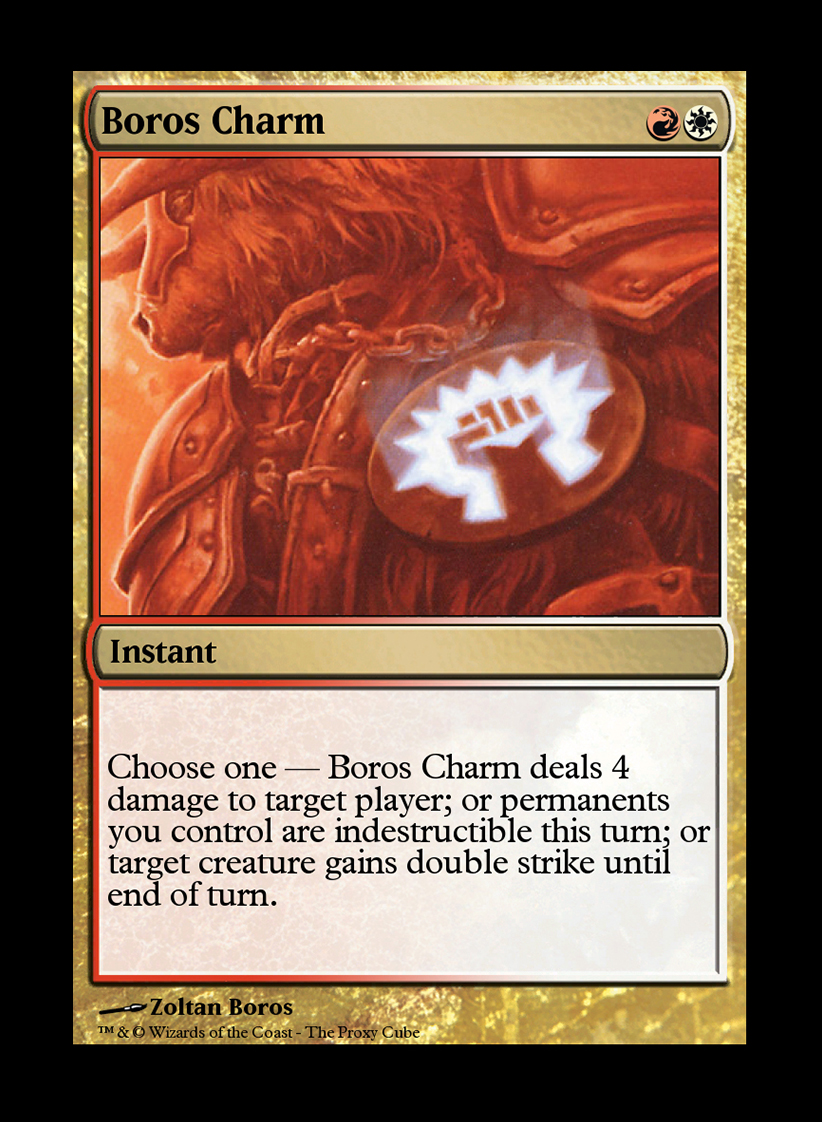 Boros Charm
Instant
Choose one — Boros Charm deals 4
damage to target player; or permanents
you control are indestructible this turn; or
target creature gains double strike until
end of turn.
Zoltan Boros
™ & © Wizards of the Coast - The Proxy Cube